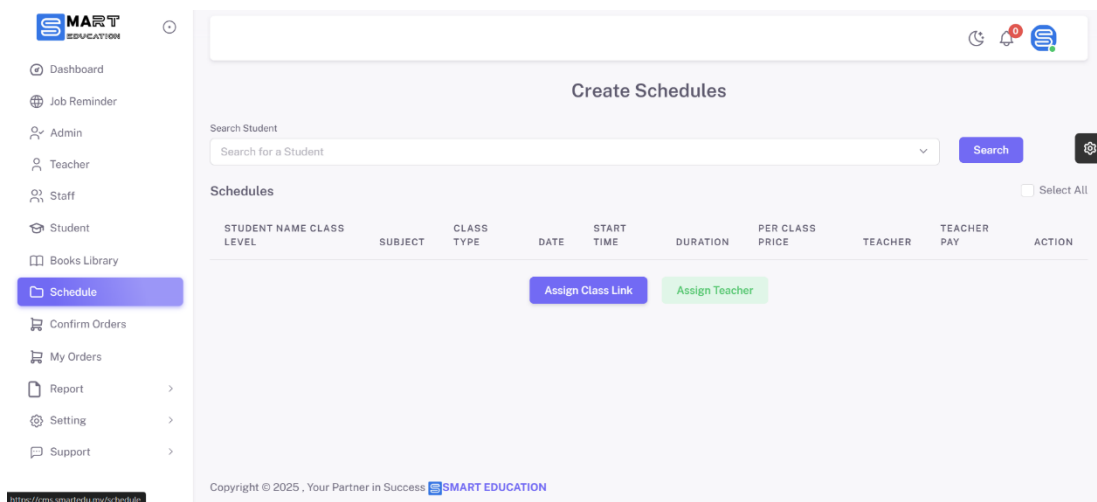 SMART
EDUCATION
0
Dashboard
Job Reminder
Admin
Teacher
Staff
Student
Books Library
Schedule
Confirm Orders
My Orders
Report
Setting
Support
Create Schedules
Search Student
Search for a Student
Search
Schedules
Select All
STUDENT NAME CLASS LEVEL
SUBJECT
CLASS TYPE
DATE
START TIME
DURATION
PER CLASS PRICE
TEACHER
TEACHER PAY
ACTION
Assign Class Link
Assign Teacher
Copyright © 2025 , Your Partner in Success SMART EDUCATION
https://cms.smartedu.my/schedule